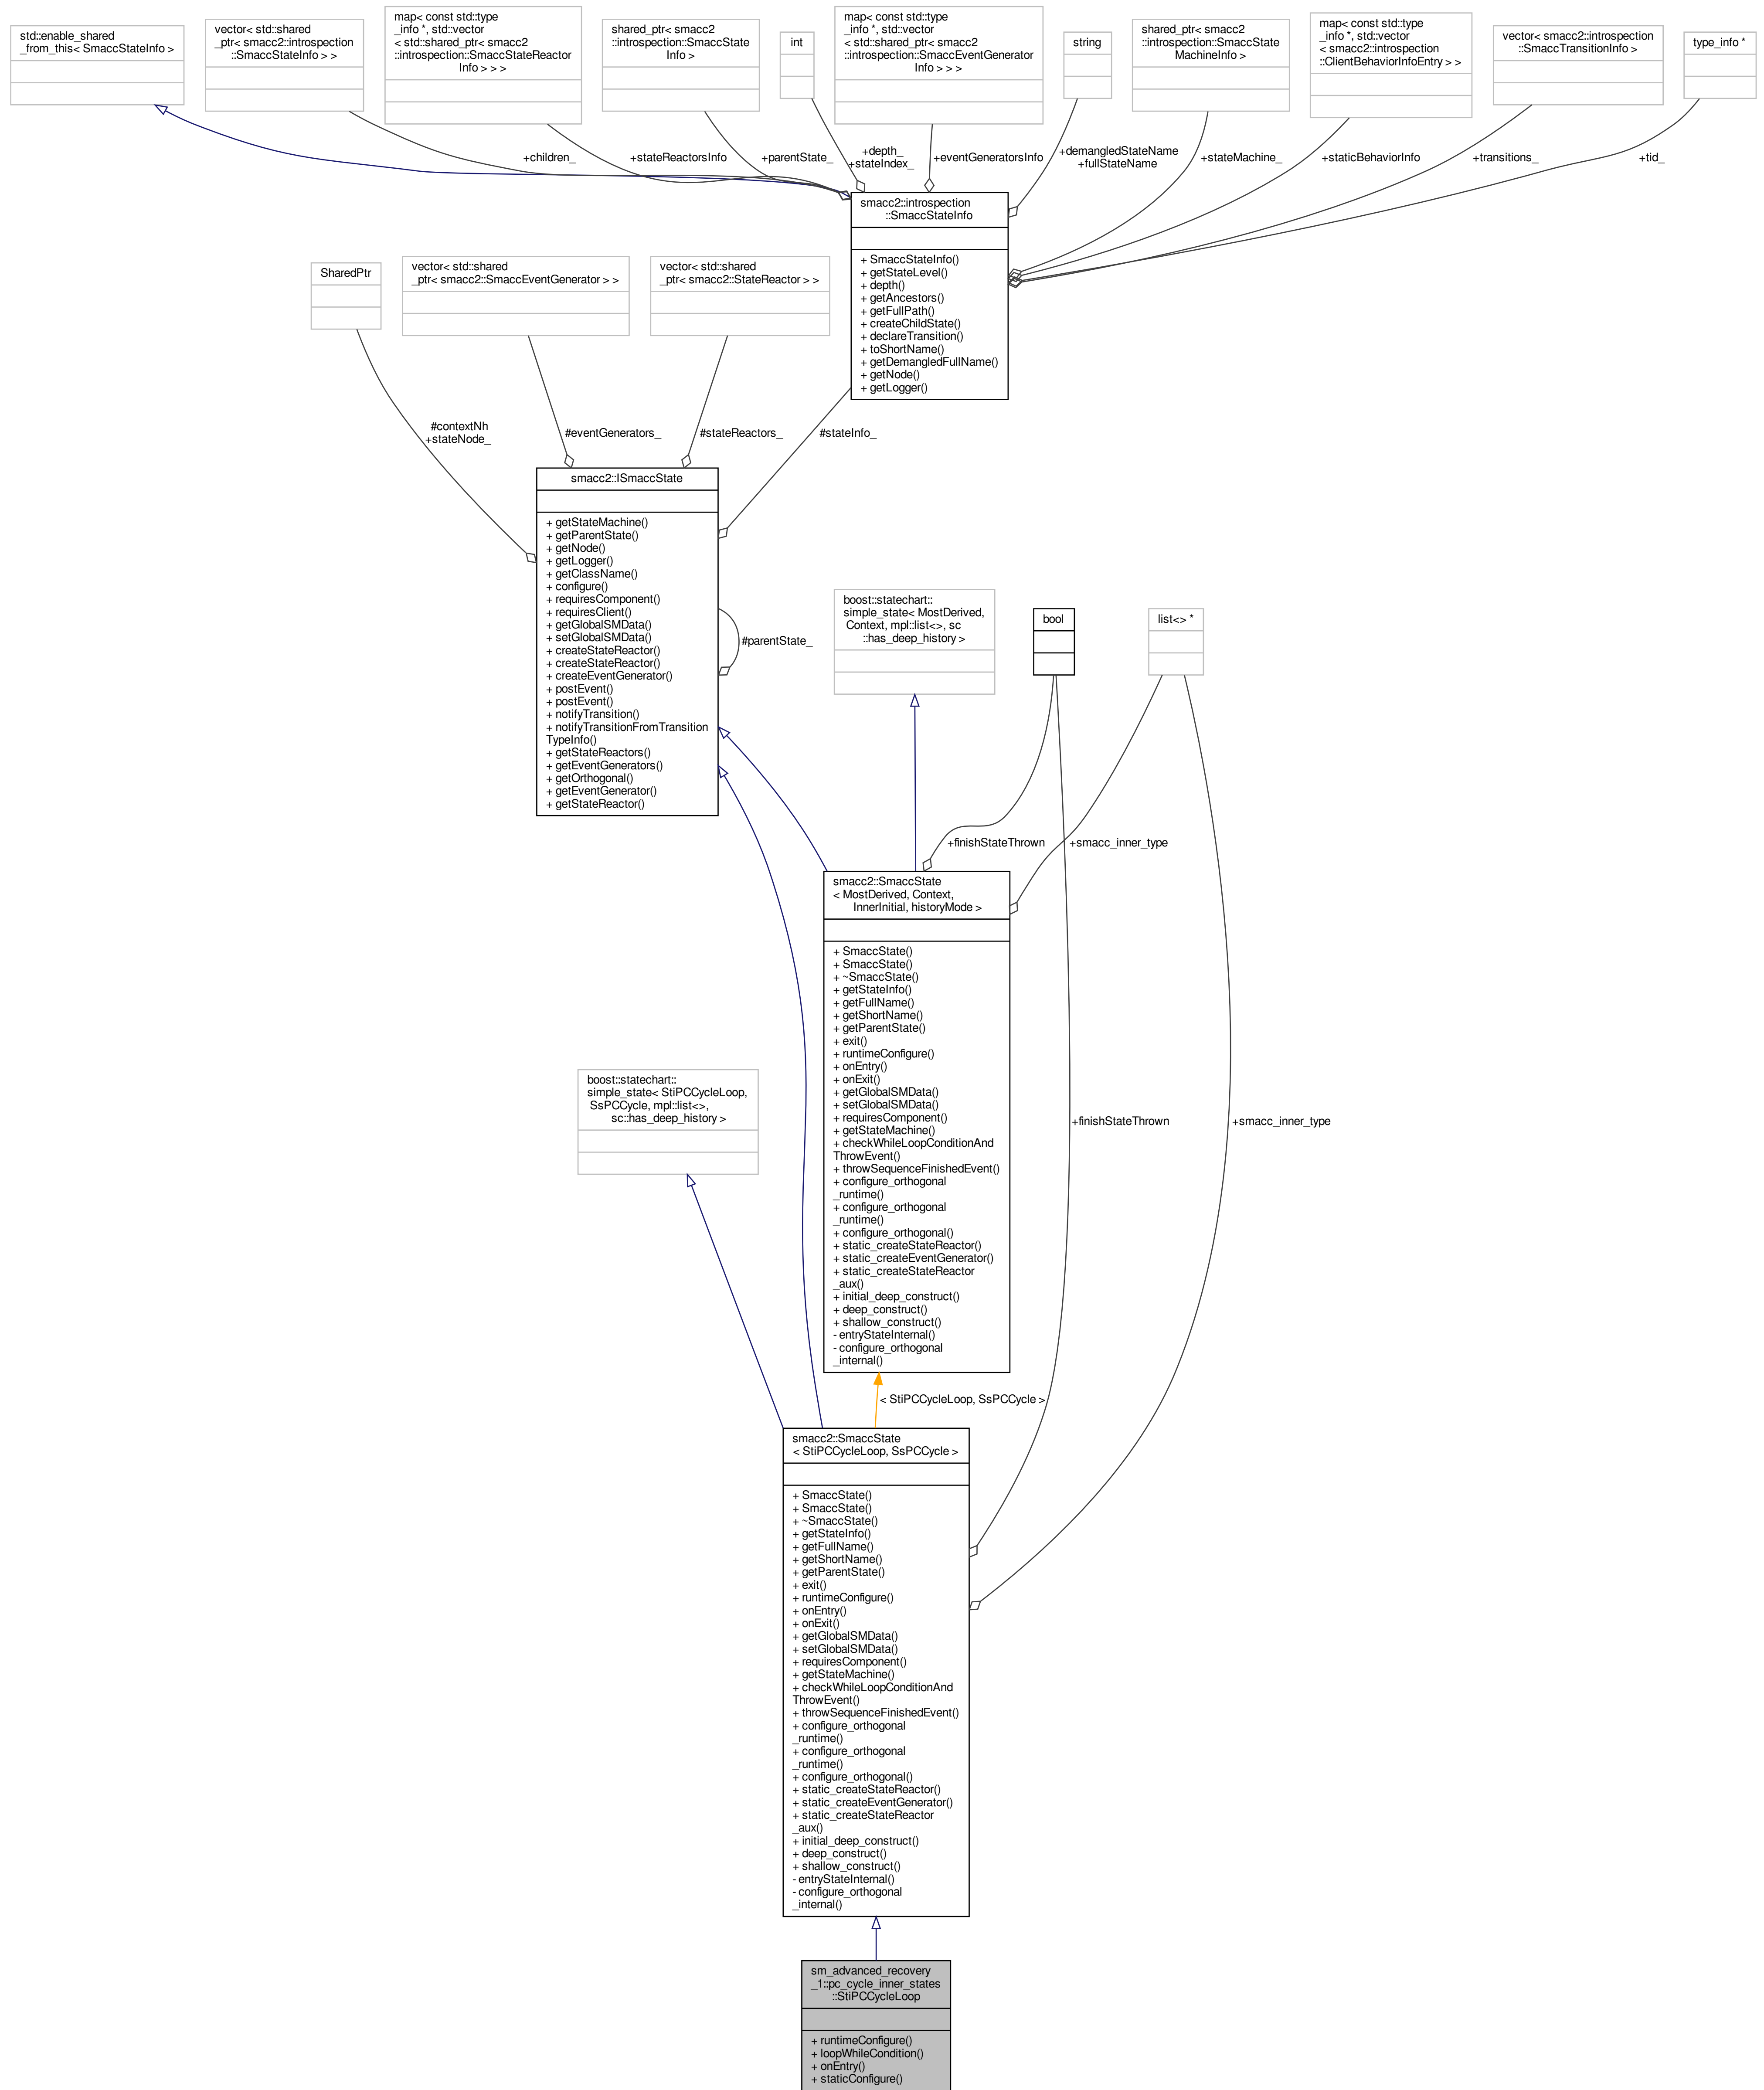 std::enable_shared
_from_this< SmaccStateInfo >
vector< std::shared
_ptr< smacc2::introspection
::SmaccStateInfo > >
map< const std::type
_info *, std::vector
< std::shared_ptr< smacc2
::introspection::SmaccStateReactor
Info > > >
shared_ptr< smacc2
::introspection::SmaccState
Info >
int
map< const std::type
_info *, std::vector
< std::shared_ptr< smacc2
::introspection::SmaccEventGenerator
Info > > >
string
shared_ptr< smacc2
::introspection::SmaccState
MachineInfo >
map< const std::type
_info *, std::vector
< smacc2::introspection
::ClientBehaviorInfoEntry > >
vector< smacc2::introspection
::SmaccTransitionInfo >
type_info *
+children_
+stateReactorsInfo
+parentState_
+depth_
+stateIndex_
+eventGeneratorsInfo
+demangledStateName
+fullStateName
+stateMachine_
+staticBehaviorInfo
+transitions_
+tid_
smacc2::introspection
::SmaccStateInfo
+ SmaccStateInfo()
+ getStateLevel()
+ depth()
+ getAncestors()
+ getFullPath()
+ createChildState()
+ declareTransition()
+ toShortName()
+ getDemangledFullName()
+ getNode()
+ getLogger()
SharedPtr
vector< std::shared
_ptr< smacc2::SmaccEventGenerator > >
vector< std::shared
_ptr< smacc2::StateReactor > >
#contextNh
+stateNode_
#eventGenerators_
#stateReactors_
#stateInfo_
smacc2::ISmaccState
+ getStateMachine()
+ getParentState()
+ getNode()
+ getLogger()
+ getClassName()
+ configure()
+ requiresComponent()
+ requiresClient()
+ getGlobalSMData()
+ setGlobalSMData()
+ createStateReactor()
+ createStateReactor()
+ createEventGenerator()
+ postEvent()
+ postEvent()
+ notifyTransition()
+ notifyTransitionFromTransition
TypeInfo()
+ getStateReactors()
+ getEventGenerators()
+ getOrthogonal()
+ getEventGenerator()
+ getStateReactor()
#parentState_
boost::statechart::
simple_state< MostDerived,
Context, mpl::list<>, sc
::has_deep_history >
bool
list<> *
+finishStateThrown
+smacc_inner_type
smacc2::SmaccState
< MostDerived, Context,
InnerInitial, historyMode >
+ SmaccState()
+ SmaccState()
+ ~SmaccState()
+ getStateInfo()
+ getFullName()
+ getShortName()
+ getParentState()
+ exit()
+ runtimeConfigure()
+ onEntry()
+ onExit()
+ getGlobalSMData()
+ setGlobalSMData()
+ requiresComponent()
+ getStateMachine()
+ checkWhileLoopConditionAnd
ThrowEvent()
+ throwSequenceFinishedEvent()
+ configure_orthogonal
_runtime()
+ configure_orthogonal
_runtime()
+ configure_orthogonal()
+ static_createStateReactor()
+ static_createEventGenerator()
+ static_createStateReactor
_aux()
+ initial_deep_construct()
+ deep_construct()
+ shallow_construct()
- entryStateInternal()
- configure_orthogonal
_internal()
boost::statechart::
simple_state< StiPCCycleLoop,
SsPCCycle, mpl::list<>,
sc::has_deep_history >
+finishStateThrown
+smacc_inner_type
< StiPCCycleLoop, SsPCCycle >
smacc2::SmaccState
< StiPCCycleLoop, SsPCCycle >
+ SmaccState()
+ SmaccState()
+ ~SmaccState()
+ getStateInfo()
+ getFullName()
+ getShortName()
+ getParentState()
+ exit()
+ runtimeConfigure()
+ onEntry()
+ onExit()
+ getGlobalSMData()
+ setGlobalSMData()
+ requiresComponent()
+ getStateMachine()
+ checkWhileLoopConditionAnd
ThrowEvent()
+ throwSequenceFinishedEvent()
+ configure_orthogonal
_runtime()
+ configure_orthogonal
_runtime()
+ configure_orthogonal()
+ static_createStateReactor()
+ static_createEventGenerator()
+ static_createStateReactor
_aux()
+ initial_deep_construct()
+ deep_construct()
+ shallow_construct()
- entryStateInternal()
- configure_orthogonal
_internal()
sm_advanced_recovery
_1::pc_cycle_inner_states
::StiPCCycleLoop
+ runtimeConfigure()
+ loopWhileCondition()
+ onEntry()
+ staticConfigure()